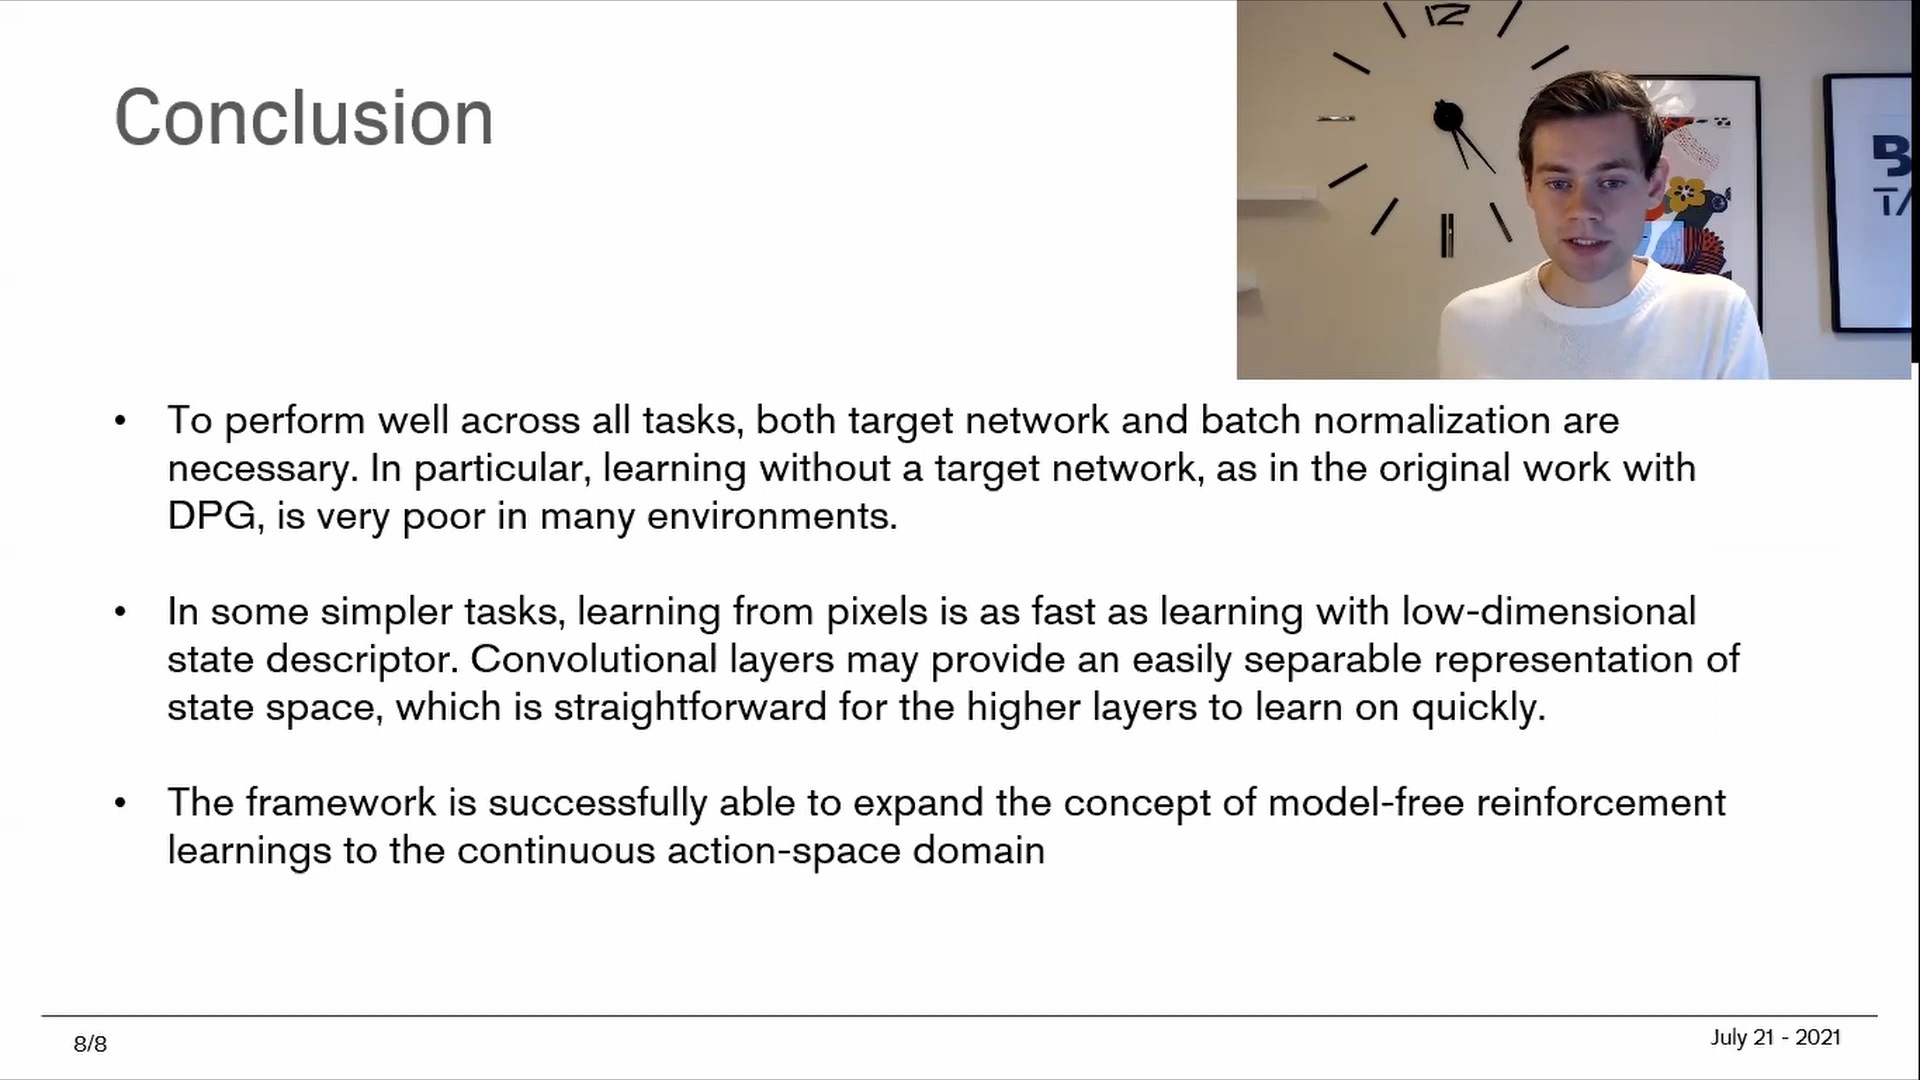 Conclusion
12
B
T/
• To perform well across all tasks, both target network and batch normalization are
necessary. In particular, learning without a target network, as in the original work with
DPG, is very poor in many environments.
• In some simpler tasks, learning from pixels is as fast as learning with low-dimensional
state descriptor. Convolutional layers may provide an easily separable representation of
state space, which is straightforward for the higher layers to learn on quickly.
• The framework is successfully able to expand the concept of model-free reinforcement
learnings to the continuous action-space domain
8/8
July 21 - 2021